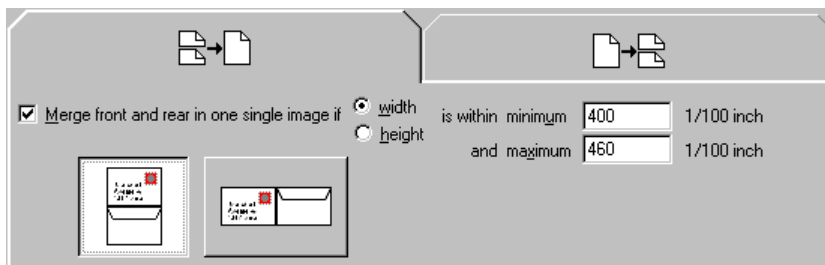 Merge front and rear in one single image if width is within minimum 400 1/100 inch
height and maximum 460 1/100 inch